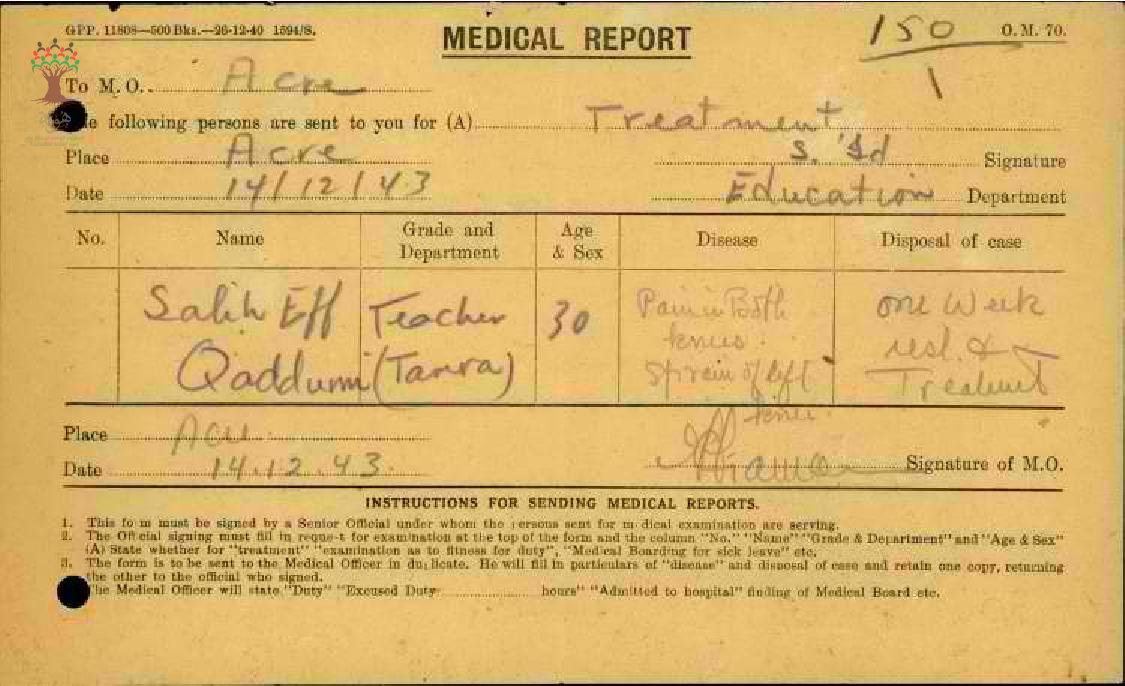 GPP. 11808—500 Bks.—26-12-40 1594/S.
MEDICAL REPORT
150
1
O.M. 70.
To M.O. Acre
he following persons are sent to you for (A) Treatment
Place Acre
S. Signature
Date 14/12/43
Education Department
No. Name Grade and Department Age & Sex Disease Disposal of case
Salih Eff Teacher 30 Pain in Both one Week
knees. rest &
Qaddumi (Tamra) Sprain of left Treatment
knee.
Place Acre
Date 14.12.43.
Signature of M.O.
INSTRUCTIONS FOR SENDING MEDICAL REPORTS.
1. This fo m must be signed by a Senior Official under whom the persons sent for m dical examination are serving.
2. The Official signing must fill in reque-t for examination at the top of the form and the column "No." "Name" "Grade & Department" and "Age & Sex"
(A) State whether for "treatment" "examination as to fitness for duty", "Medical Boarding for sick leave" etc.
3. The form is to be sent to the Medical Officer in duplicate. He will fill in particulars of "disease" and disposal of case and retain one copy, returning
the other to the official who signed.
The Medical Officer will state "Duty" "Excused Duty hours" "Admitted to hospital" finding of Medical Board etc.